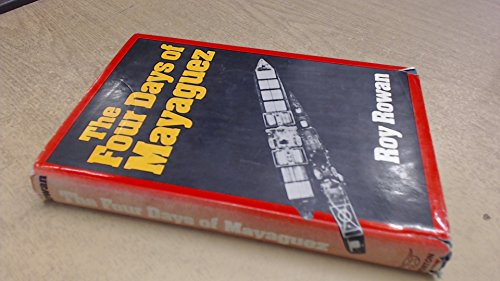 The
Four Days of
Mayaguez
Roy Rowan
Rowan
The Four Days of Mayaguez